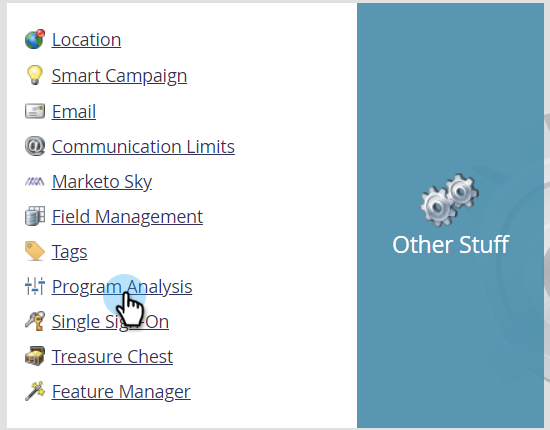 Location
Smart Campaign
Email
Communication Limits
Marketo Sky
Field Management
Tags
Program Analysis
Single Sign-On
Treasure Chest
Feature Manager
Other Stuff